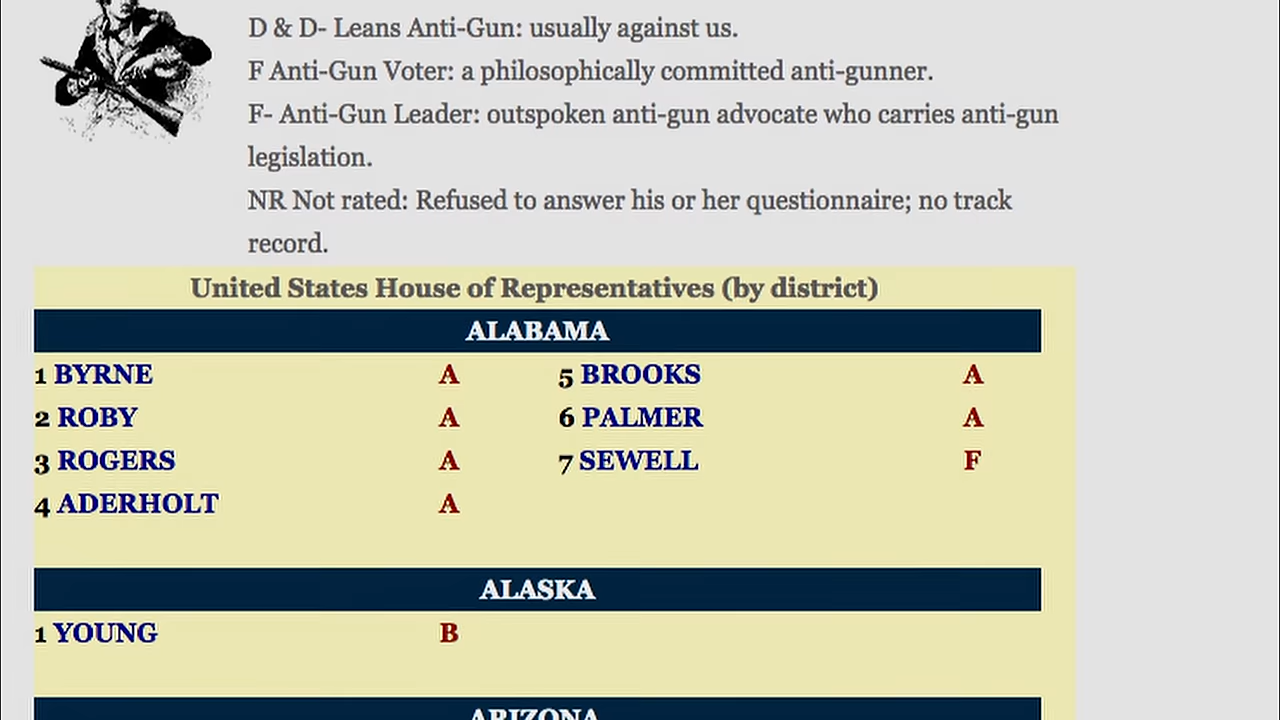 D & D- Leans Anti-Gun: usually against us.
F Anti-Gun Voter: a philosophically committed anti-gunner.
F- Anti-Gun Leader: outspoken anti-gun advocate who carries anti-gun
legislation.
NR Not rated: Refused to answer his or her questionnaire; no track
record.
United States House of Representatives (by district)
ALABAMA
1 BYRNE A 5 BROOKS A
2 ROBY A 6 PALMER A
3 ROGERS A 7 SEWELL F
4 ADERHOLT A
ALASKA
1 YOUNG B
ARIZONA